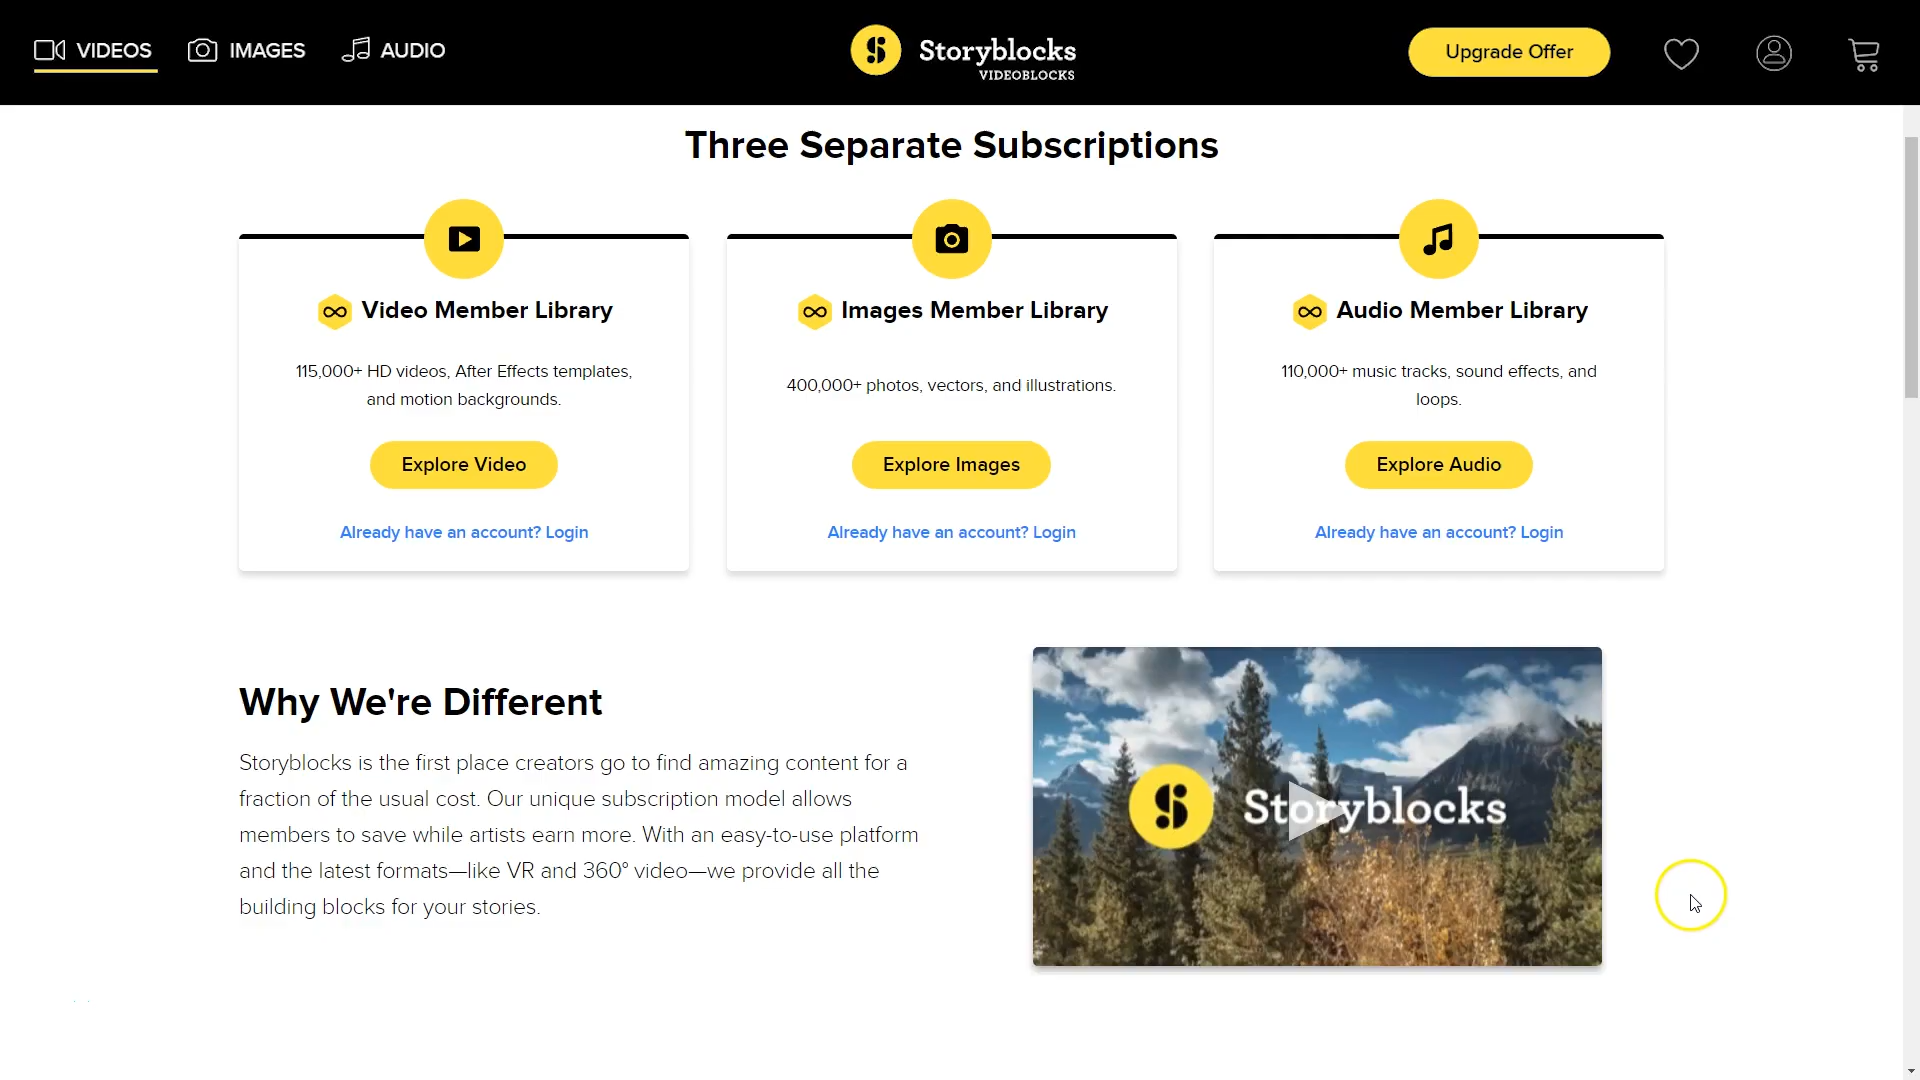 VIDEOS IMAGES AUDIO Storyblocks Upgrade Offer
VIDEOBLOCKS
Three Separate Subscriptions
Video Member Library
115,000+ HD videos, After Effects templates,
and motion backgrounds.
Explore Video
Already have an account? Login
Images Member Library
400,000+ photos, vectors, and illustrations.
Explore Images
Already have an account? Login
Audio Member Library
110,000+ music tracks, sound effects, and
loops.
Explore Audio
Already have an account? Login
Why We're Different
Storyblocks is the first place creators go to find amazing content for a
fraction of the usual cost. Our unique subscription model allows
members to save while artists earn more. With an easy-to-use platform
and the latest formats—like VR and 360° video—we provide all the
building blocks for your stories.
Storyblocks